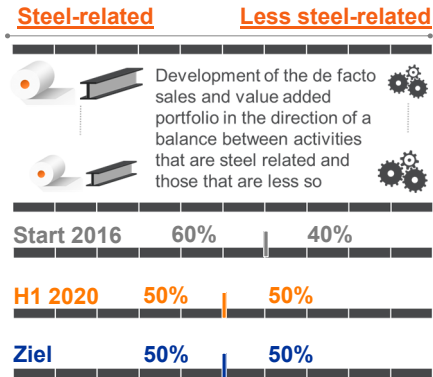 Steel-related Less steel-related
Development of the de facto
sales and value added
portfolio in the direction of a
balance between activities
that are steel related and
those that are less so
Start 2016 60% 40%
H1 2020 50% 50%
Ziel 50% 50%